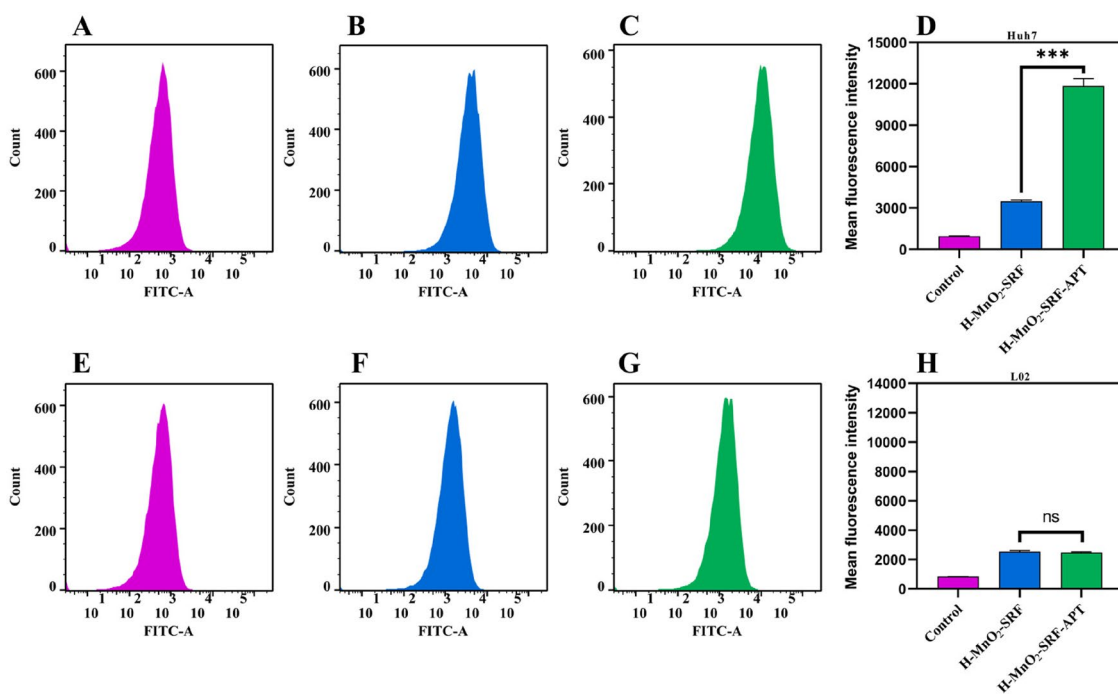 A
600
400
200
0
Count
10 1 10 2 10 3 10 4 10 5
FITC-A
B
600
400
200
0
Count
10 1 10 2 10 3 10 4 10 5
FITC-A
C
600
400
200
0
Count
10 1 10 2 10 3 10 4 10 5
FITC-A
D
Huh7
15000
12000
9000
6000
3000
0
Mean fluorescence intensity
***
Control
H-MnO₂-SRF
H-MnO₂-SRF-APT
E
600
400
200
0
Count
10 1 10 2 10 3 10 4 10 5
FITC-A
F
600
400
200
0
Count
10 1 10 2 10 3 10 4 10 5
FITC-A
G
600
400
200
0
Count
10 1 10 2 10 3 10 4 10 5
FITC-A
H
L02
14000
12000
10000
8000
6000
4000
2000
0
Mean fluorescence intensity
ns
Control
H-MnO₂-SRF
H-MnO₂-SRF-APT